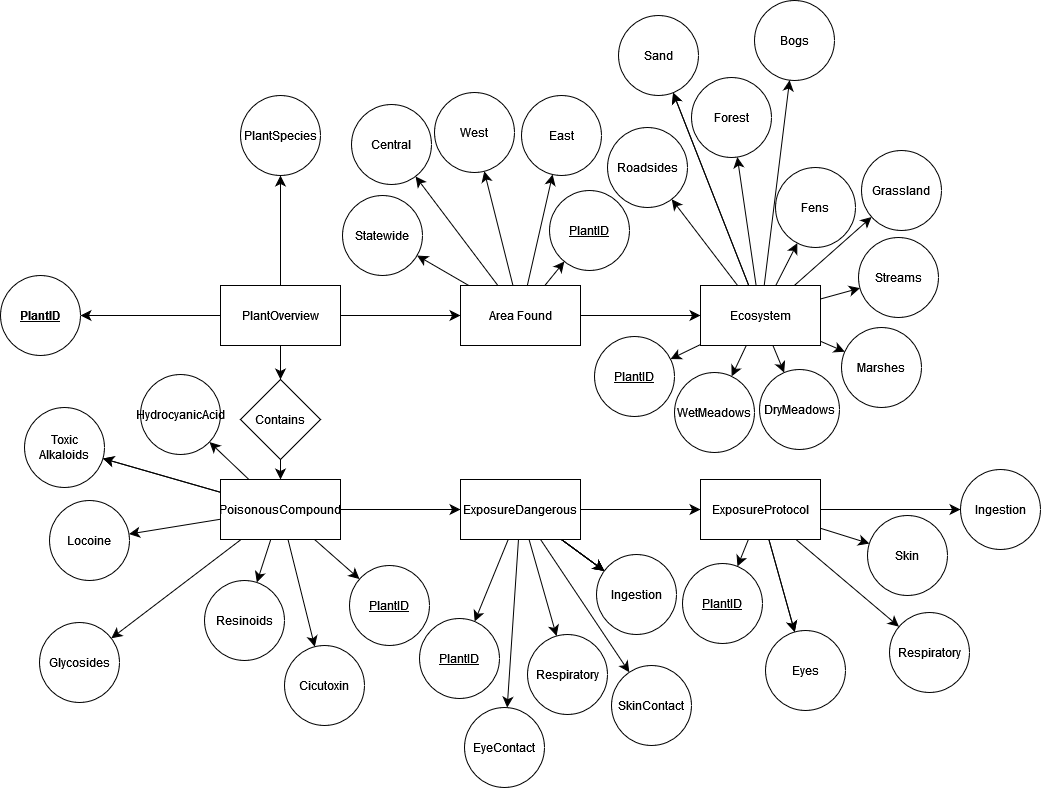 Bogs
Sand
Forest
PlantSpecies
Central
West
East
Roadsides
Grassland
Fens
Statewide
PlantID
Streams
PlantID
PlantOverview
Area Found
Ecosystem
Marshes
PlantID
WetMeadows
DryMeadows
HydrocyanicAcid
Contains
Toxic
Alkaloids
PoisonousCompound
ExposureDangerous
ExposureProtocol
Ingestion
Locoine
Skin
Ingestion
PlantID
PlantID
Resinoids
Respiratory
PlantID
Glycosides
Eyes
Respiratory
Cicutoxin
SkinContact
EyeContact